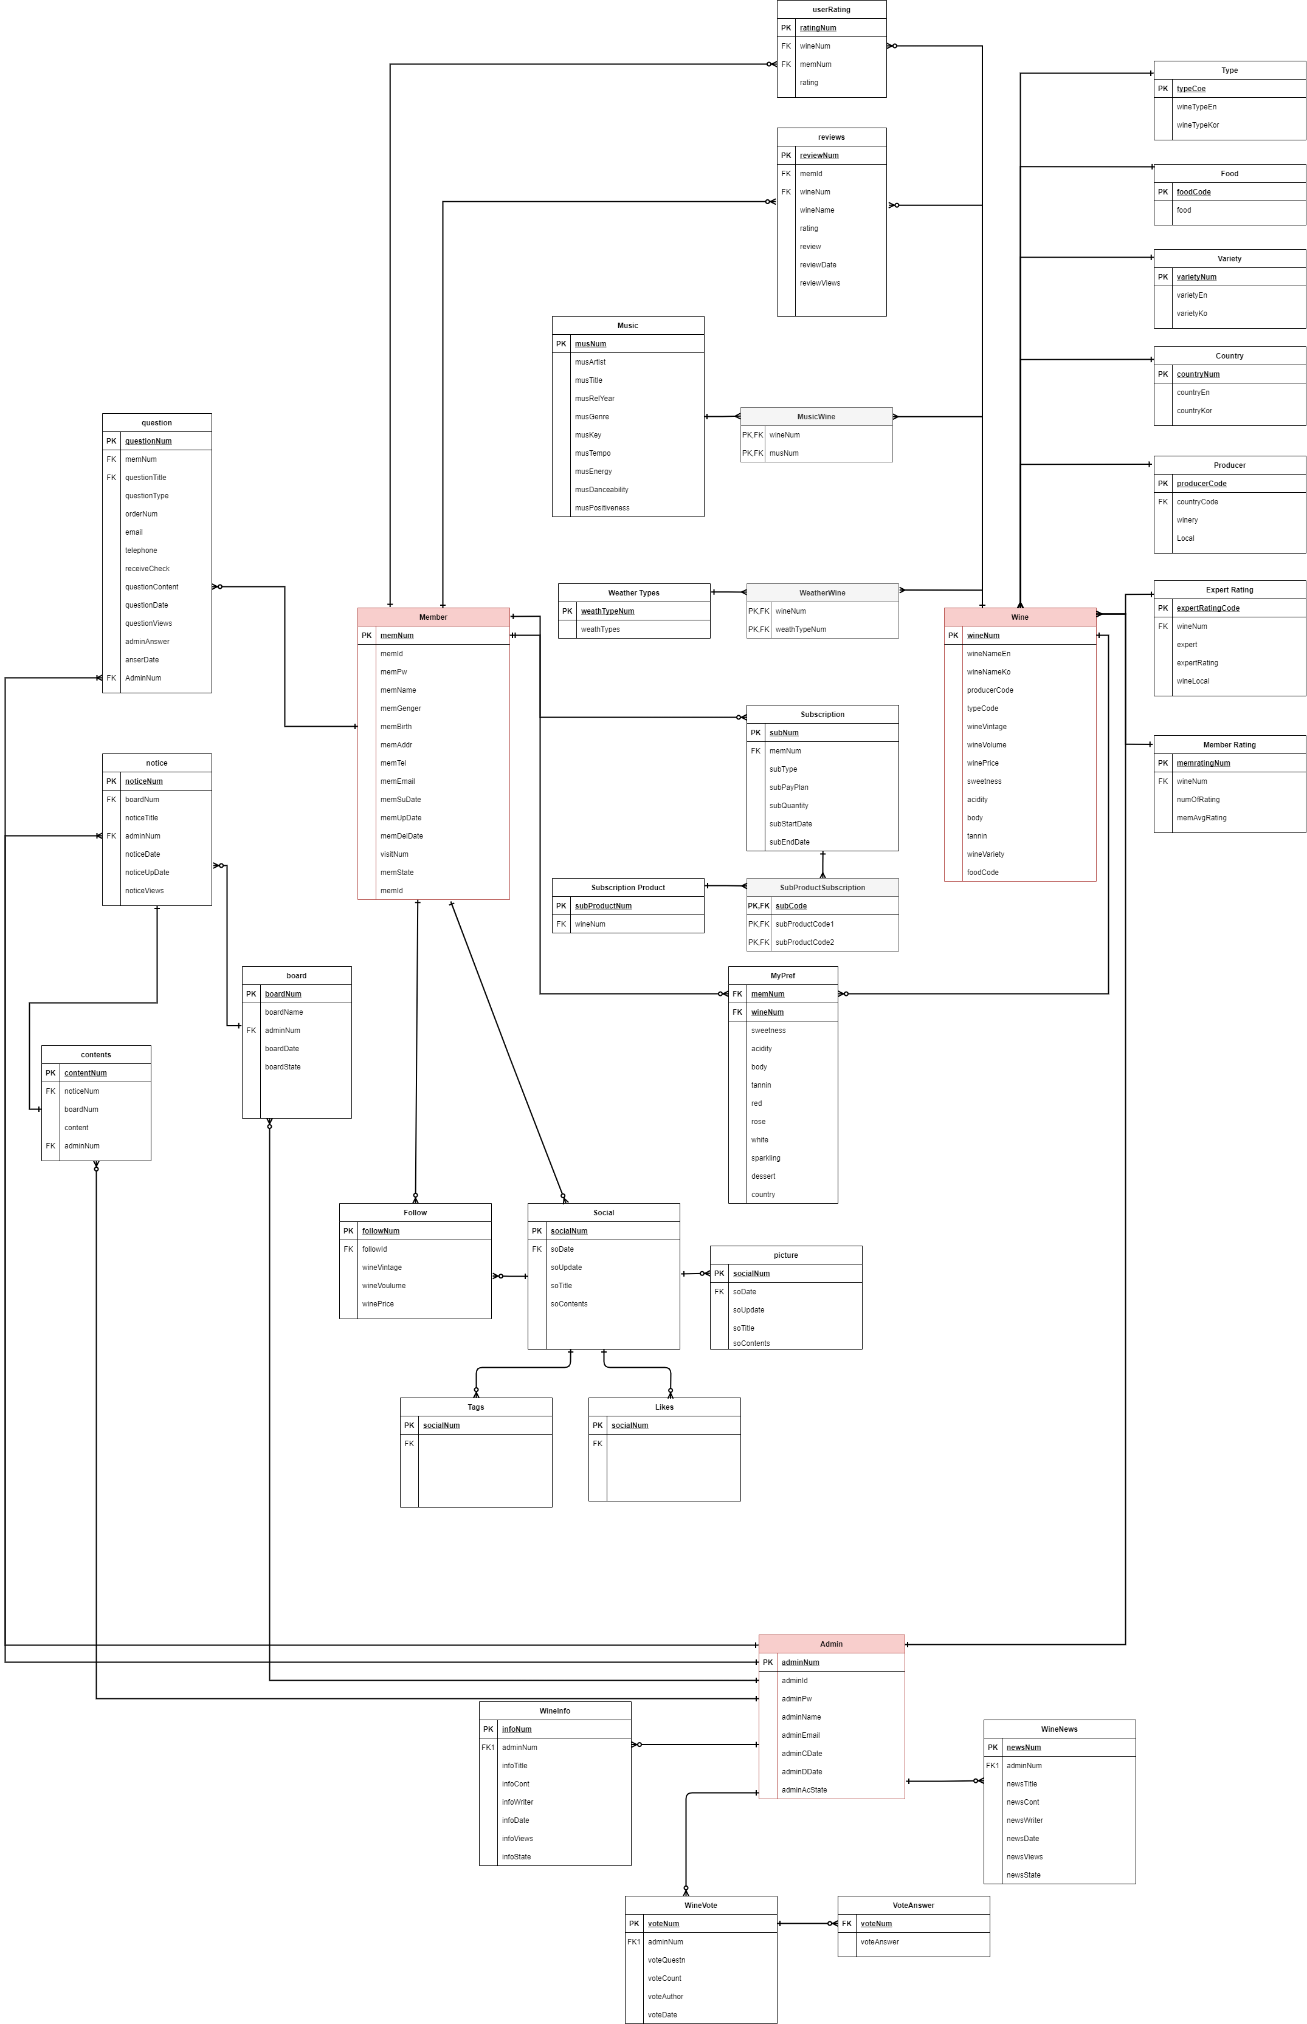 userRating
PK ratingNum
FK wineNum
FK memNum
rating
Type
PK typeCoe
wineTypeEn
wineTypeKor
reviews
PK reviewNum
FK memId
FK wineNum
wineName
rating
review
reviewDate
reviewViews
Food
PK foodCode
food
Variety
PK varietyNum
varietyEn
varietyKo
Music
PK musNum
musArtist
musTitle
musRelYear
musGenre
musKey
musTempo
musEnergy
musDanceability
musPositiveness
Country
PK countryNum
countryEn
countryKor
MusicWine
PK,FK wineNum
PK,FK musNum
question
PK questionNum
FK memNum
FK questionTitle
questionType
orderNum
email
telephone
receiveCheck
questionContent
questionDate
questionViews
adminAnswer
anserDate
FK AdminNum
Producer
PK producerCode
FK countryCode
winery
Local
Weather Types
PK weathTypeNum
weathTypes
WeatherWine
PK,FK wineNum
PK,FK weathTypeNum
Expert Rating
PK expertRatingCode
FK wineNum
expert
expertRating
wineLocal
Member
PK memNum
memId
memPw
memName
memGenger
memBirth
memAddr
memTel
memEmail
memSuDate
memUpDate
memDelDate
visitNum
memState
memId
Wine
PK wineNum
wineNameEn
wineNameKo
producerCode
typeCode
wineVintage
wineVolume
winePrice
sweetness
acidity
body
tannin
wineVariety
foodCode
Subscription
PK subNum
FK memNum
subType
subPayPlan
subQuantity
subStartDate
subEndDate
Member Rating
PK memratingNum
FK wineNum
numOfRating
memAvgRating
notice
PK noticeNum
FK boardNum
noticeTitle
FK adminNum
noticeDate
noticeUpDate
noticeViews
Subscription Product
PK subProductNum
FK wineNum
SubProductSubscription
PK,FK subCode
PK,FK subProductCode1
PK,FK subProductCode2
board
PK boardNum
boardName
FK adminNum
boardDate
boardState
MyPref
FK memNum
FK wineNum
sweetness
acidity
body
tannin
red
rose
white
sparkling
dessert
country
contents
PK contentNum
FK noticeNum
boardNum
content
FK adminNum
Follow
PK followNum
FK followId
wineVintage
wineVoulume
winePrice
Social
PK socialNum
FK soDate
soUpdate
soTitle
soContents
picture
PK socialNum
FK soDate
soUpdate
soTitle
soContents
Tags
PK socialNum
FK
Likes
PK socialNum
FK
Admin
PK adminNum
adminId
adminPw
adminName
adminEmail
adminCDate
adminDDate
adminAcState
WineInfo
PK infoNum
FK1 adminNum
infoTitle
infoCont
infoWriter
infoDate
infoViews
infoState
WineNews
PK newsNum
FK1 adminNum
newsTitle
newsCont
newsWriter
newsDate
newsViews
newsState
WineVote
PK voteNum
FK1 adminNum
voteQuestn
voteCount
voteAuthor
voteDate
VoteAnswer
FK voteNum
voteAnswer